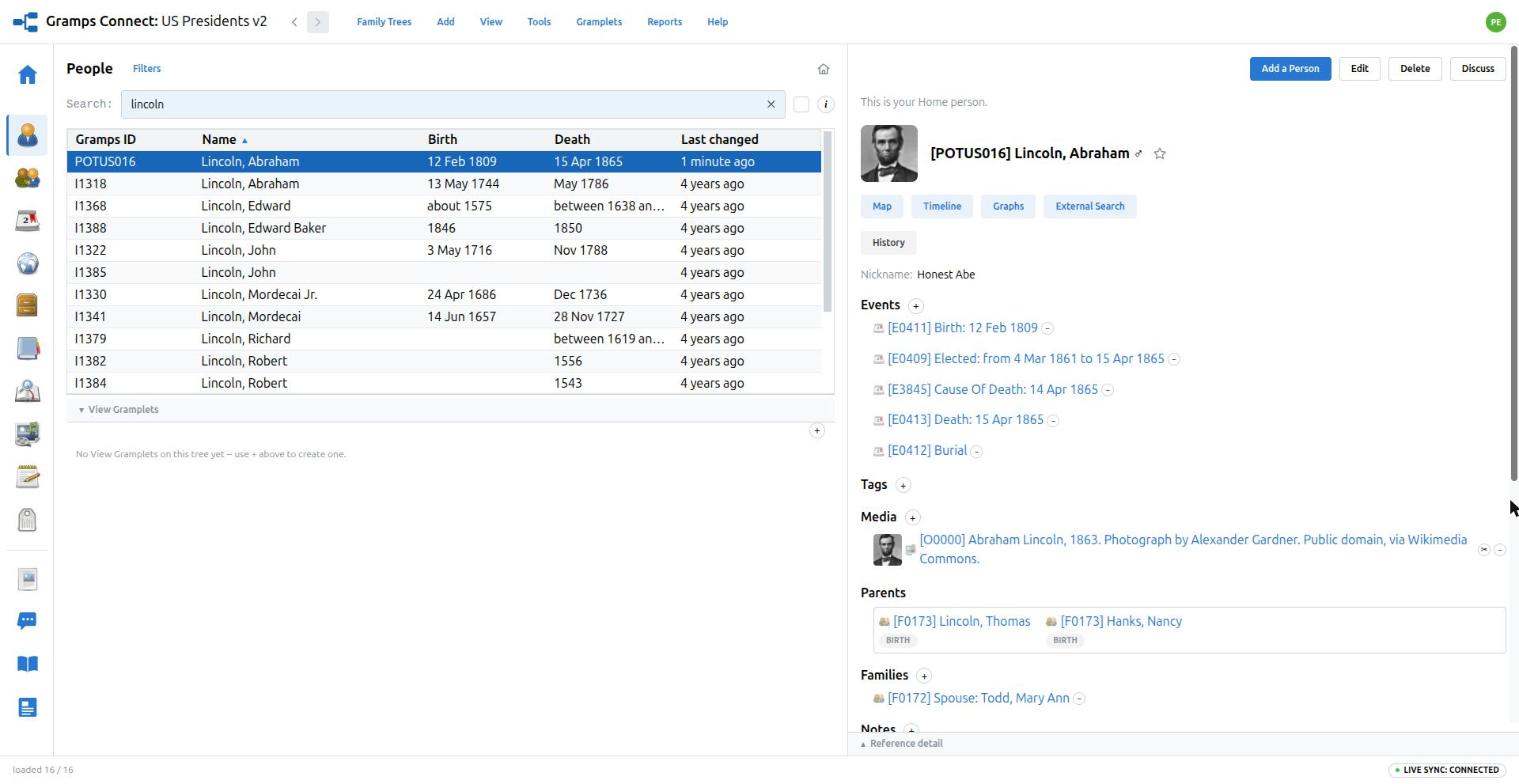 Gramps Connect: US Presidents v2
Family Trees
Add
View
Tools
Gramplets
Reports
Help
PE
People
Filters
Search: lincoln
i
Gramps ID Name Birth Death Last changed
POTUS016 Lincoln, Abraham 12 Feb 1809 15 Apr 1865 1 minute ago
I1318 Lincoln, Abraham 13 May 1744 May 1786 4 years ago
I1368 Lincoln, Edward about 1575 between 1638 an... 4 years ago
I1388 Lincoln, Edward Baker 1846 1850 4 years ago
I1322 Lincoln, John 3 May 1716 Nov 1788 4 years ago
I1385 Lincoln, John 4 years ago
I1330 Lincoln, Mordecai Jr. 24 Apr 1686 Dec 1736 4 years ago
I1341 Lincoln, Mordecai 14 Jun 1657 28 Nov 1727 4 years ago
I1379 Lincoln, Richard between 1619 an... 4 years ago
I1382 Lincoln, Robert 1556 4 years ago
I1384 Lincoln, Robert 1543 4 years ago
▾ View Gramplets
+
No View Gramplets on this tree yet – use + above to create one.
Add a Person
Edit
Delete
Discuss
This is your Home person.
[POTUS016] Lincoln, Abraham ♂ ☆
Map
Timeline
Graphs
External Search
History
Nickname: Honest Abe
Events +
[E0411] Birth: 12 Feb 1809 −
[E0409] Elected: from 4 Mar 1861 to 15 Apr 1865 −
[E3845] Cause Of Death: 14 Apr 1865 −
[E0413] Death: 15 Apr 1865 −
[E0412] Burial −
Tags +
Media +
[O0000] Abraham Lincoln, 1863. Photograph by Alexander Gardner. Public domain, via Wikimedia
Commons.
Parents
[F0173] Lincoln, Thomas [F0173] Hanks, Nancy
BIRTH BIRTH
Families +
[F0172] Spouse: Todd, Mary Ann −
Notes +
▴ Reference detail
loaded 16 / 16
LIVE SYNC: CONNECTED